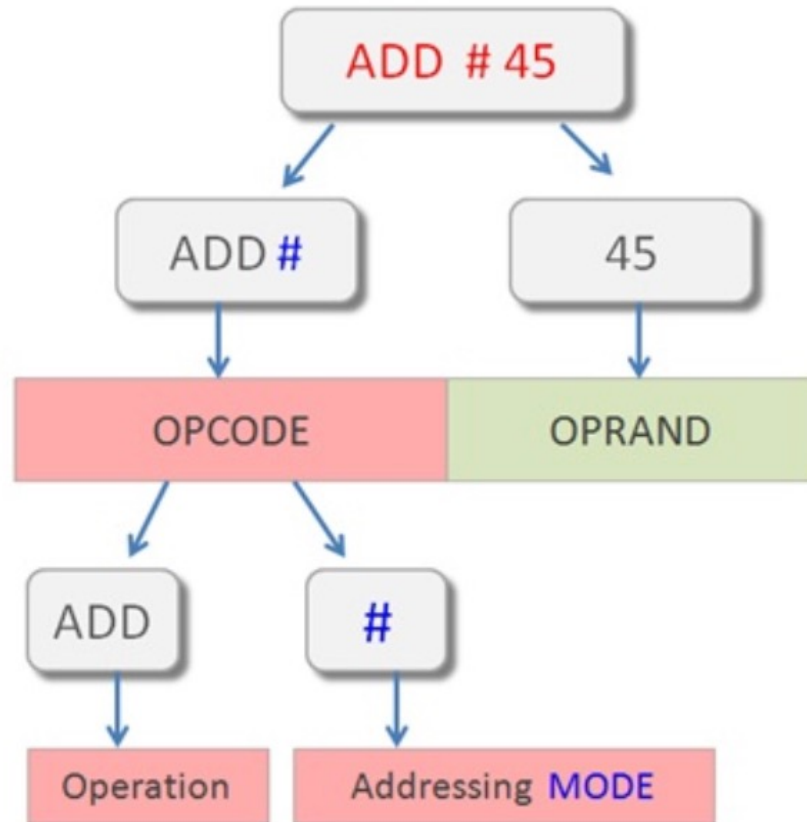 ADD # 45
ADD #
45
OPCODE
OPRAND
ADD
#
Operation
Addressing MODE